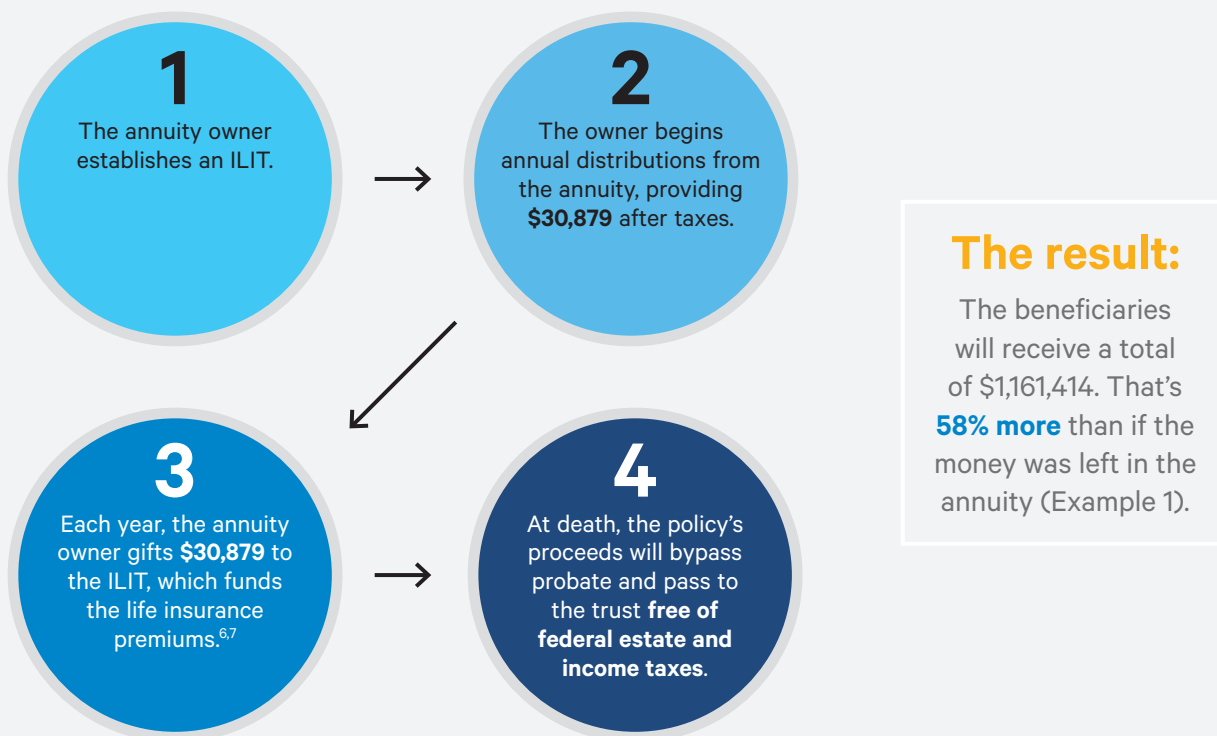 1
The annuity owner
establishes an ILIT.
2
The owner begins
annual distributions from
the annuity, providing
$30,879 after taxes.
3
Each year, the annuity
owner gifts $30,879 to
the ILIT, which funds
the life insurance
premiums.6,7
4
At death, the policy's
proceeds will bypass
probate and pass to
the trust free of
federal estate and
income taxes.
The result:
The beneficiaries
will receive a total
of $1,161,414. That's
58% more than if the
money was left in the
annuity (Example 1).